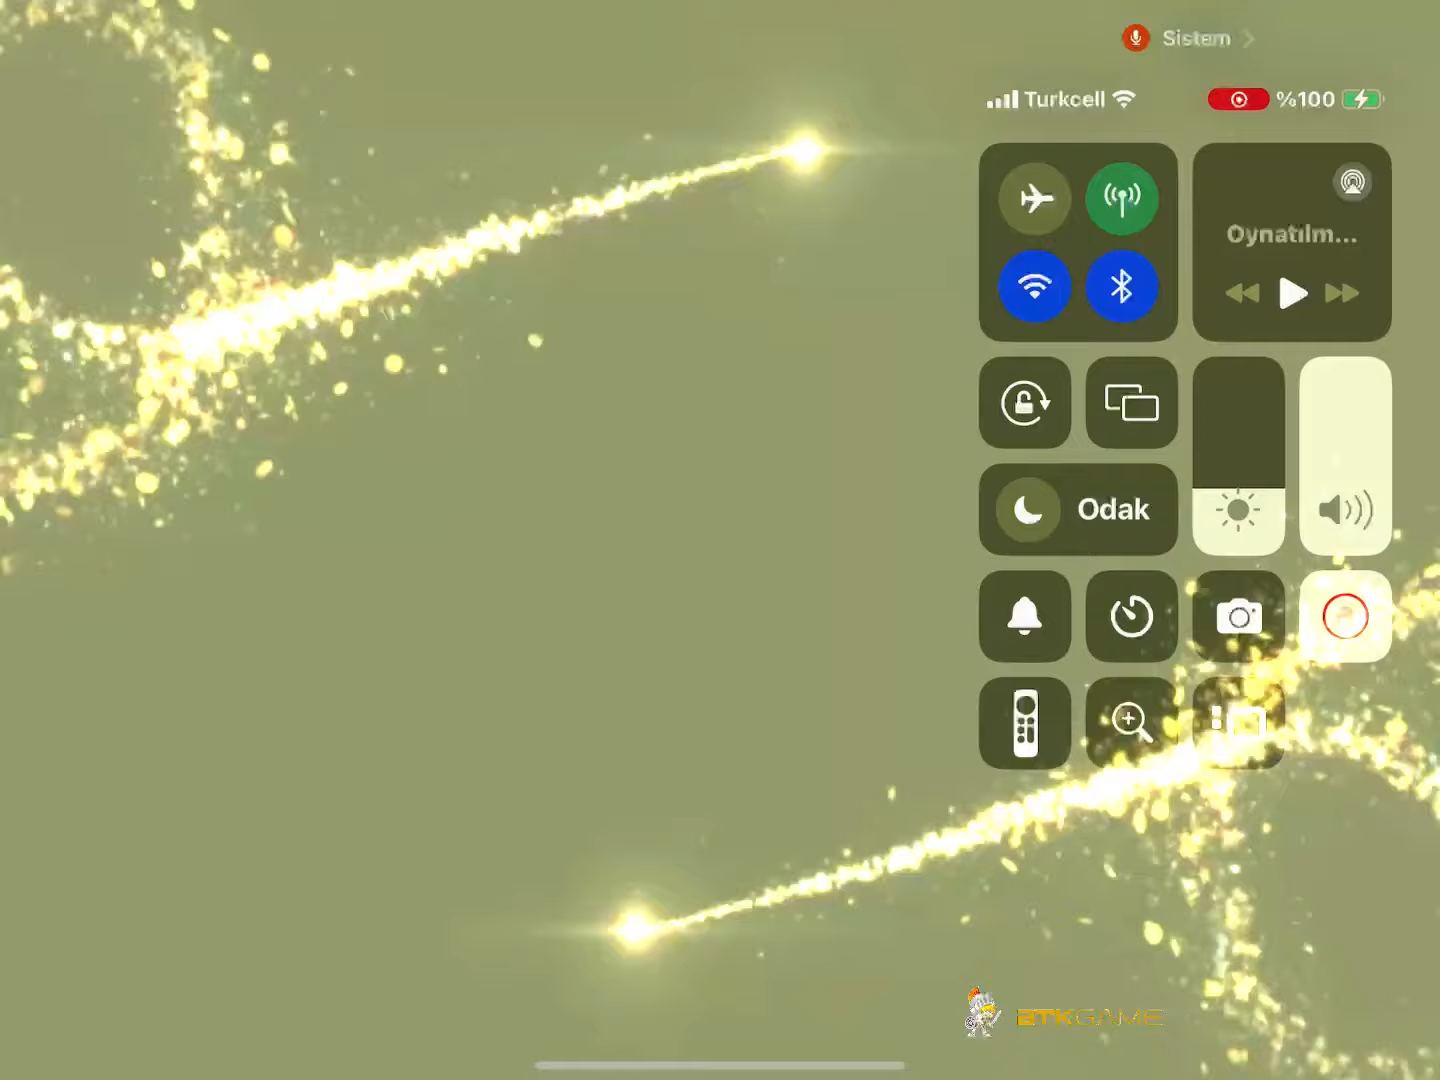 Sistem
Turkcell
%100
Oynatılm...
Odak
BTKGAME